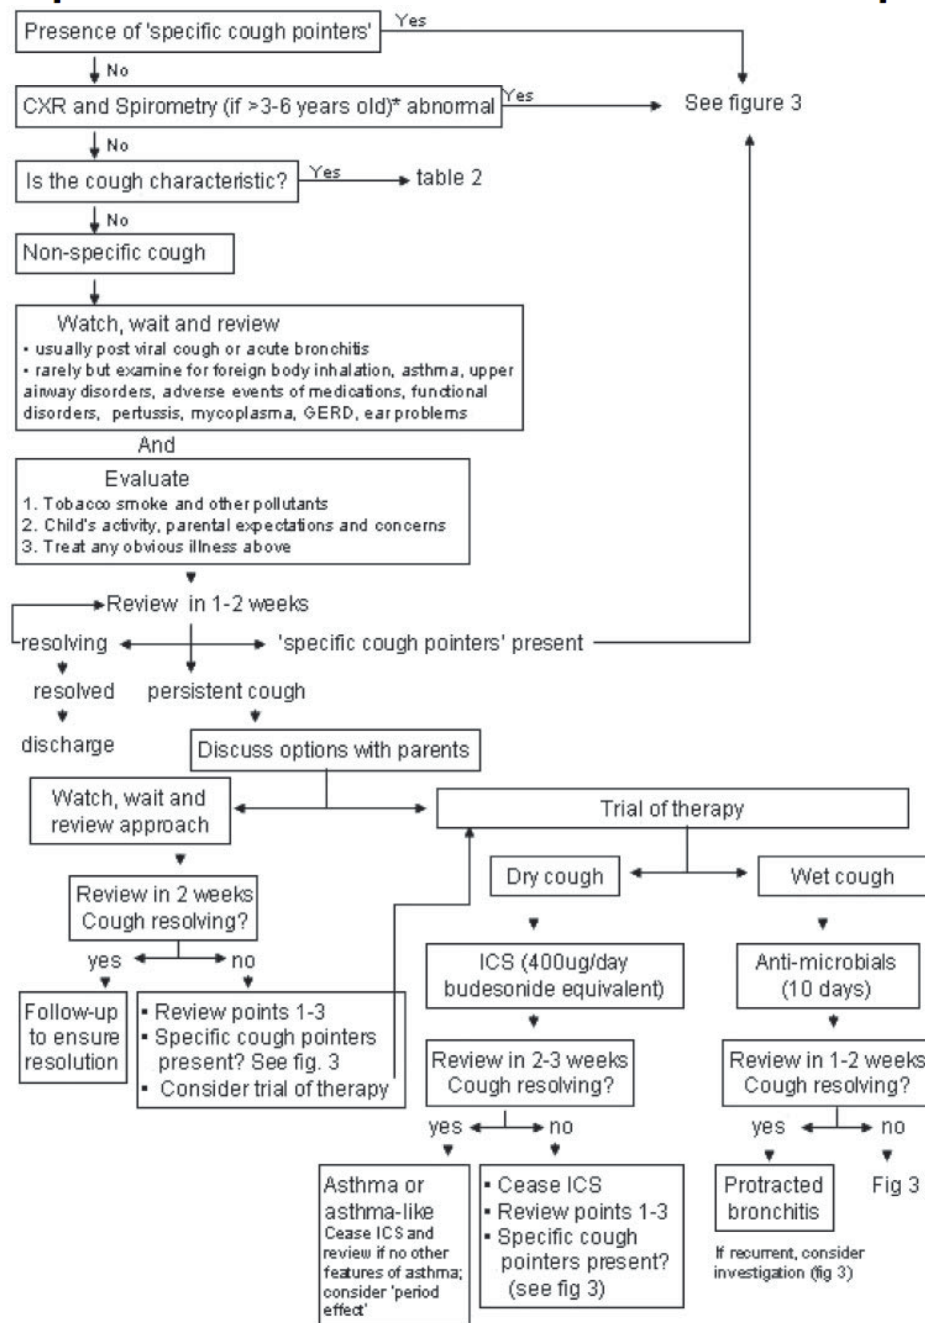 Presence of 'specific cough pointers'
Yes
No
CXR and Spirometry (if >3-6 years old)* abnormal
Yes
See figure 3
No
Is the cough characteristic?
Yes
table 2
No
Non-specific cough
Watch, wait and review
• usually post viral cough or acute bronchitis
• rarely but examine for foreign body inhalation, asthma, upper
airway disorders, adverse events of medications, functional
disorders, pertussis, mycoplasma, GERD, ear problems
And
Evaluate
1. Tobacco smoke and other pollutants
2. Child's activity, parental expectations and concerns
3. Treat any obvious illness above
Review in 1-2 weeks
resolving
'specific cough pointers' present
resolved
persistent cough
discharge
Discuss options with parents
Watch, wait and
review approach
Trial of therapy
Review in 2 weeks
Cough resolving?
yes
no
Follow-up
to ensure
resolution
▪ Review points 1-3
▪ Specific cough pointers
present? See fig. 3
▪ Consider trial of therapy
Dry cough
Wet cough
ICS (400ug/day
budesonide equivalent)
Anti-microbials
(10 days)
Review in 2-3 weeks
Cough resolving?
Review in 1-2 weeks
Cough resolving?
yes
no
yes
no
Asthma or
asthma-like
Cease ICS and
review if no other
features of asthma;
consider 'period
effect'
▪ Cease ICS
▪ Review points 1-3
▪ Specific cough
pointers present?
(see fig 3)
Protracted
bronchitis
Fig 3
If recurrent, consider
investigation (fig 3)